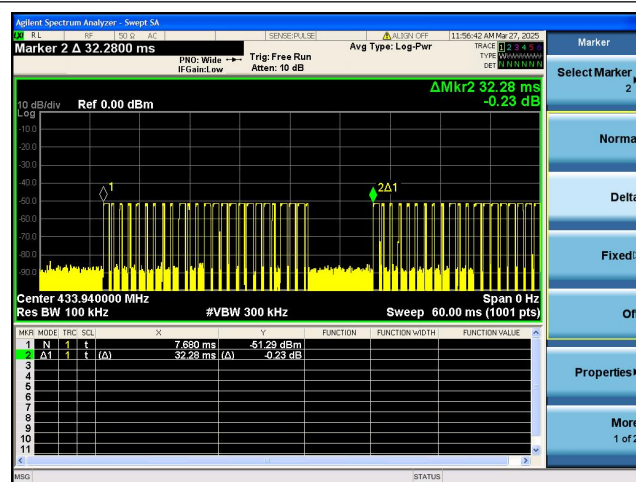 Agilent Spectrum Analyzer - Swept SA
LXI RL RF 50 Ω AC SENSE:PULSE ALIGN OFF 11:56:42 AM Mar 27, 2025
Marker 2 Δ 32.2800 ms
PNO: Wide
IFGain:Low
Trig: Free Run
Atten: 10 dB
Avg Type: Log-Pwr
TRACE 1 2 3 4 5 6
TYPE WWWWWW
DET N N N N N N
ΔMkr2 32.28 ms
-0.23 dB
10 dB/div Ref 0.00 dBm
Log
-10.0
-20.0
-30.0
-40.0
-50.0
-60.0
-70.0
-80.0
-90.0
1
2Δ1
Center 433.940000 MHz Span 0 Hz
Res BW 100 kHz #VBW 300 kHz Sweep 60.00 ms (1001 pts)
MKR MODE TRC SCL X Y FUNCTION FUNCTION WIDTH FUNCTION VALUE
1 N 1 t 7.680 ms -51.29 dBm
2 Δ1 1 t (Δ) 32.28 ms (Δ) -0.23 dB
3
4
5
6
7
8
9
10
11
MSG STATUS
Marker
Select Marker
2
Norma
Delta
Fixed
Of
Properties
More
1 of 2